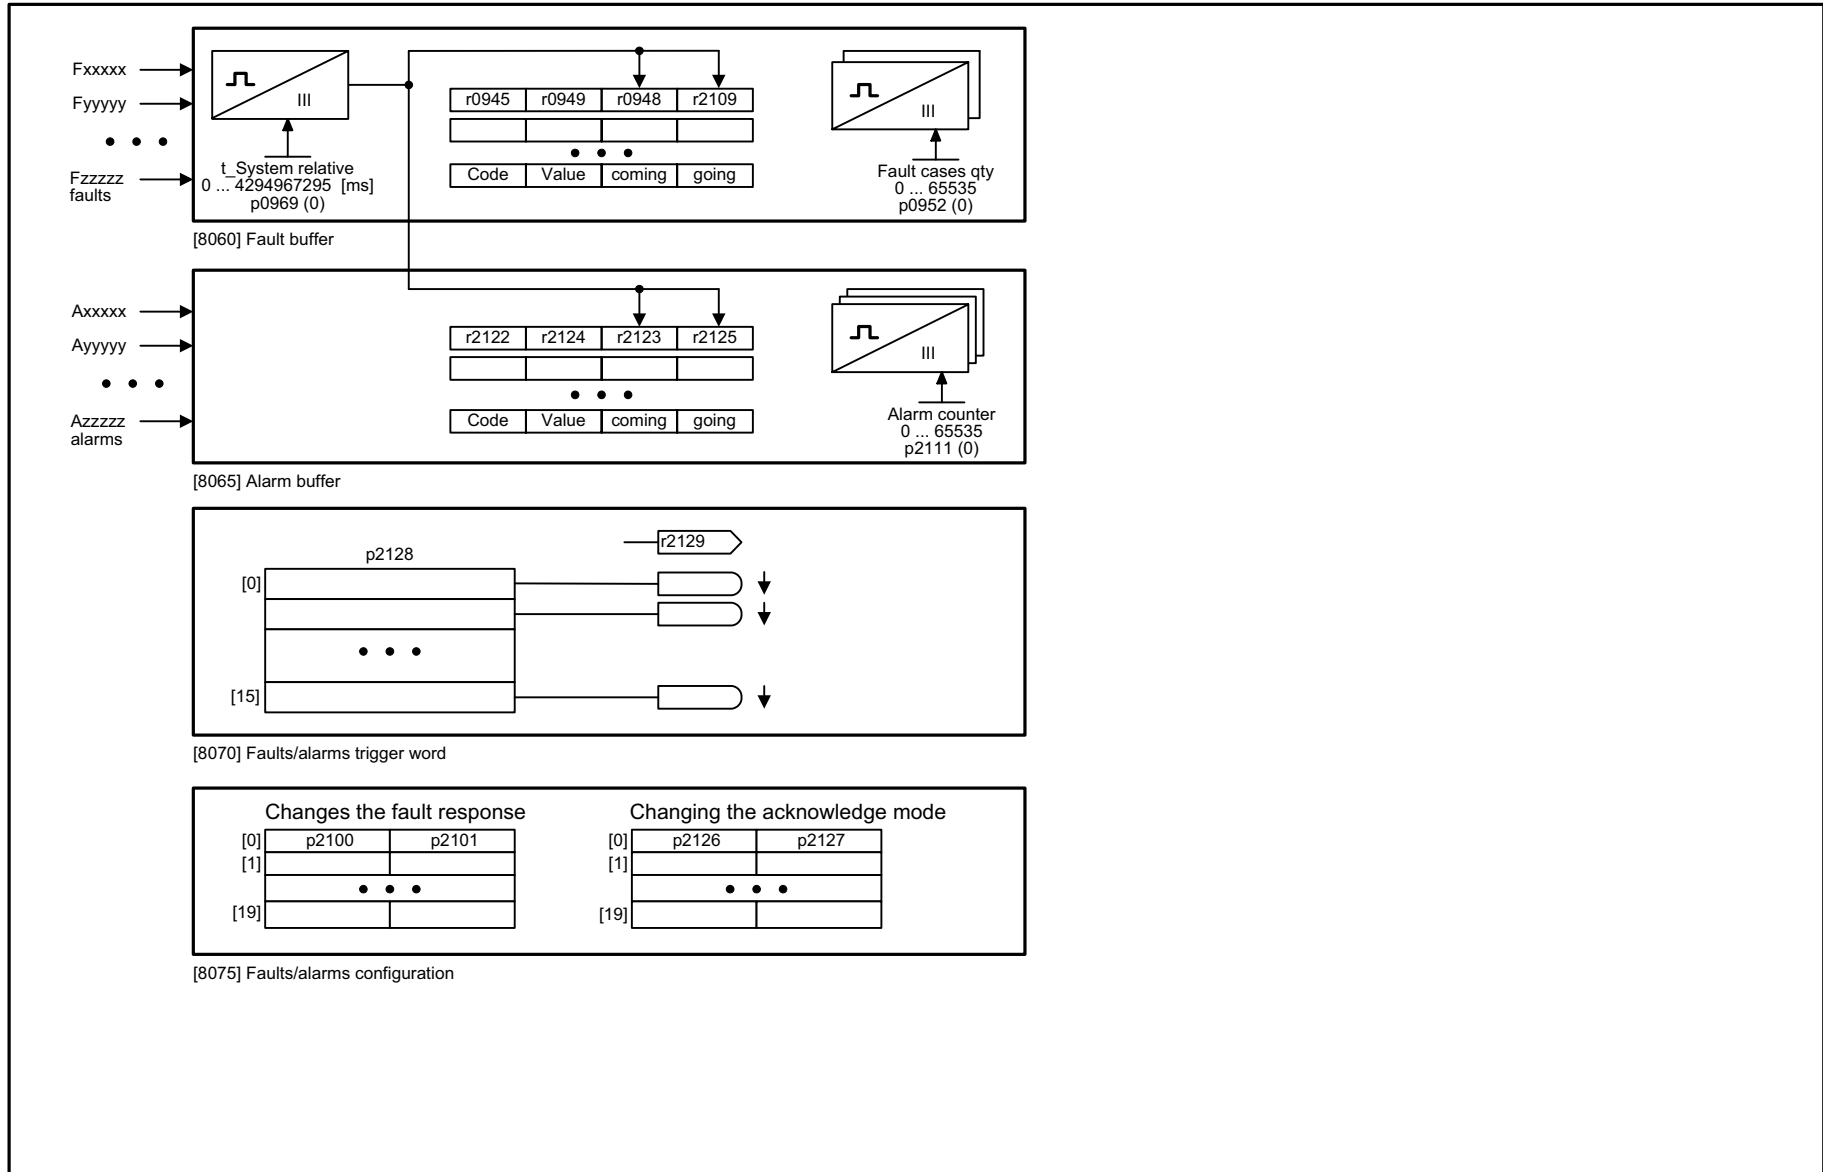 Fxxxxx
Fyyyyy
Fzzzzz
faults
III
t_System relative
0 ... 4294967295 [ms]
p0969 (0)
r0945 r0949 r0948 r2109
Code Value coming going
III
Fault cases qty
0 ... 65535
p0952 (0)
[8060] Fault buffer
Axxxxx
Ayyyyy
Azzzzz
alarms
r2122 r2124 r2123 r2125
Code Value coming going
III
Alarm counter
0 ... 65535
p2111 (0)
[8065] Alarm buffer
p2128
r2129
[0]
[15]
[8070] Faults/alarms trigger word
Changes the fault response
[0] p2100 p2101
[1]
[19]
Changing the acknowledge mode
[0] p2126 p2127
[1]
[19]
[8075] Faults/alarms configuration